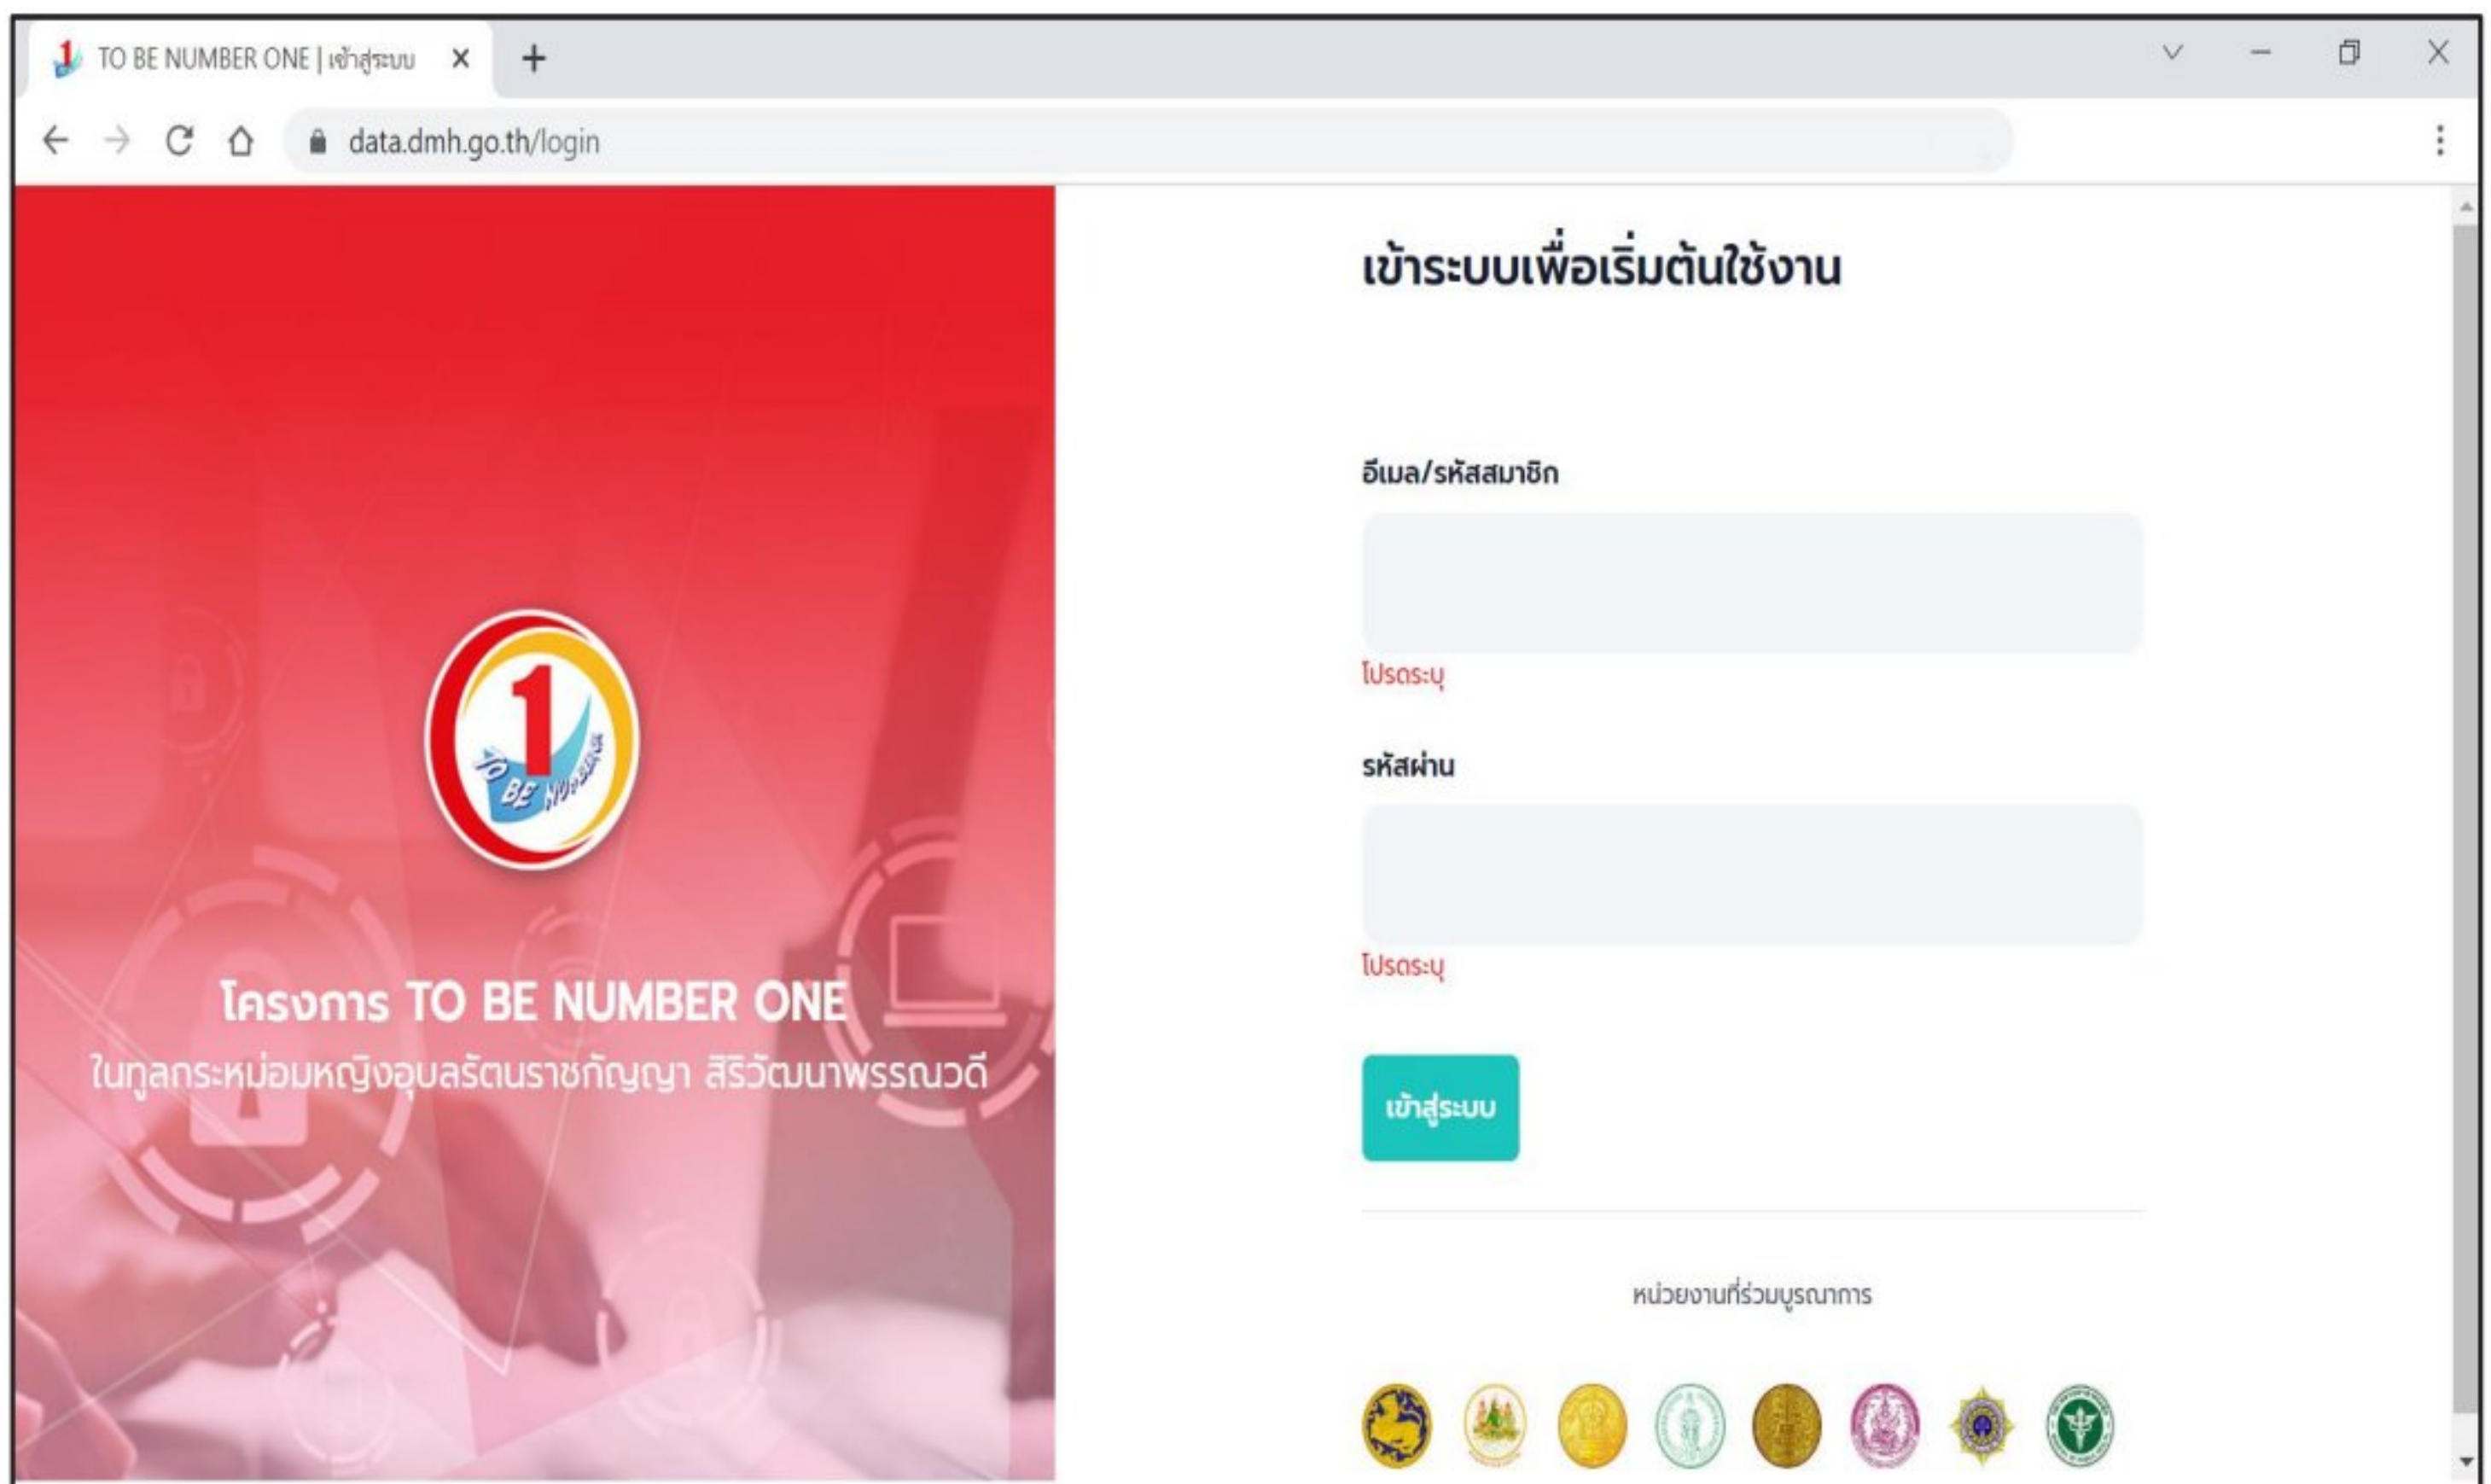 TO BE NUMBER ONE | เข้าสู่ระบบ
data.dmh.go.th/login
1
TO BE NUMBER ONE
โครงการ TO BE NUMBER ONE
ในทูลกระหม่อมหญิงอุบลรัตนราชกัญญา สิริวัฒนาพรรณวดี
เข้าระบบเพื่อเริ่มต้นใช้งาน
อีเมล/รหัสสมาชิก
โปรดระบุ
รหัสผ่าน
โปรดระบุ
เข้าสู่ระบบ
หน่วยงานที่ร่วมบูรณาการ